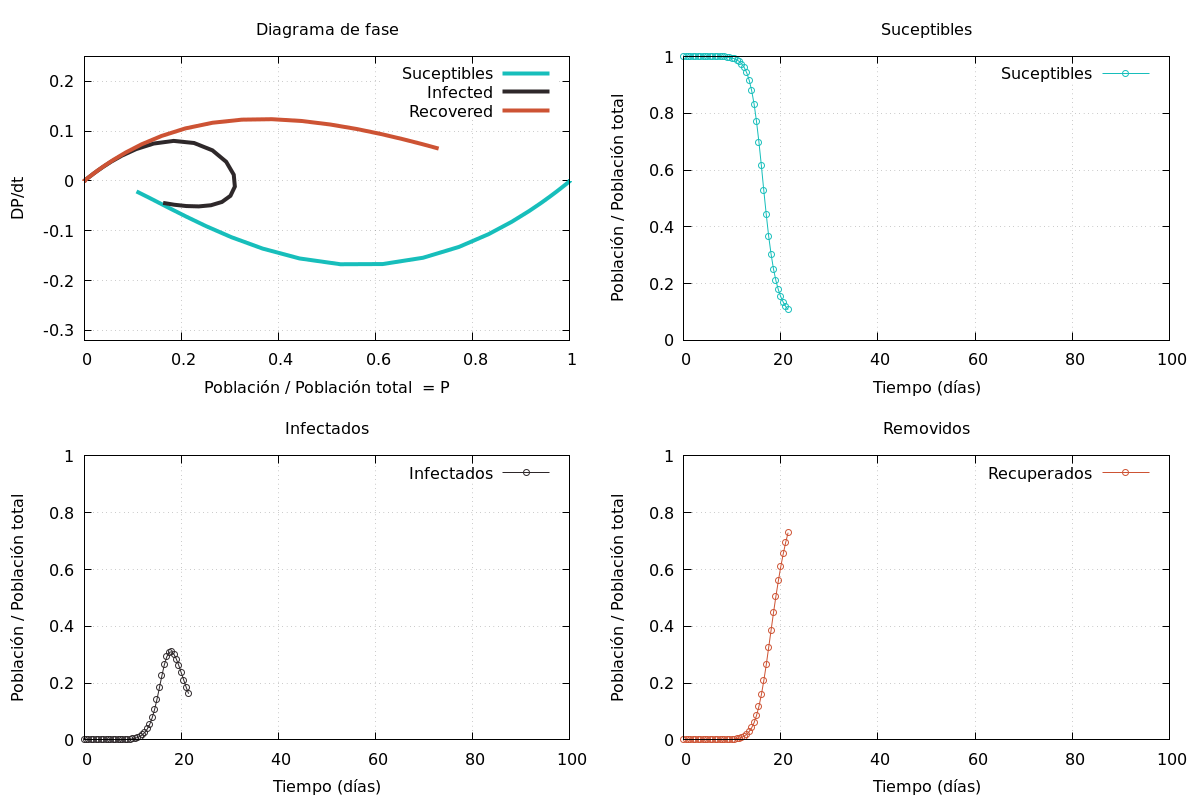 Diagrama de fase
0.2
0.1
0
-0.1
-0.2
-0.3
DP/dt
Suceptibles
Infected
Recovered
0 0.2 0.4 0.6 0.8 1
Población / Población total = P
Suceptibles
1
0.8
0.6
0.4
0.2
0
Población / Población total
Suceptibles
0 20 40 60 80 100
Tiempo (días)
Infectados
1
0.8
0.6
0.4
0.2
0
Población / Población total
Infectados
0 20 40 60 80 100
Tiempo (días)
Removidos
1
0.8
0.6
0.4
0.2
0
Población / Población total
Recuperados
0 20 40 60 80 100
Tiempo (días)